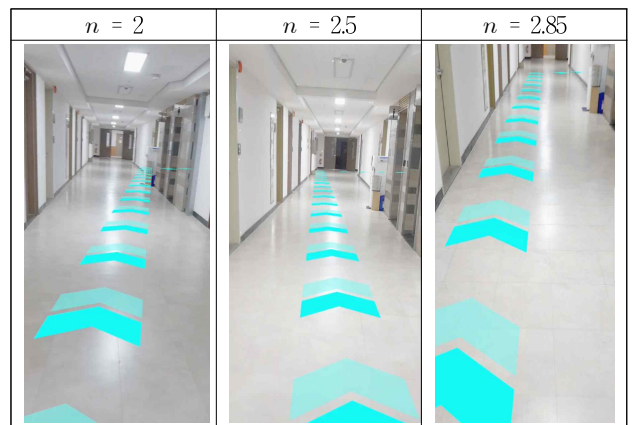 n = 2
n = 2.5
n = 2.85